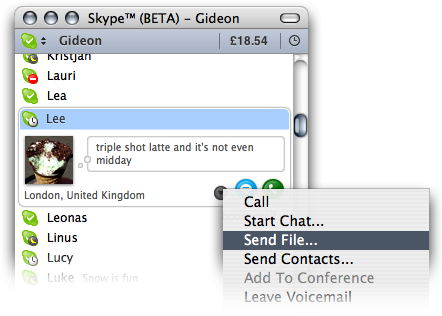 Skype™ (BETA) – Gideon
Gideon £18.54
Kristjan
Lauri
Lea
Lee
triple shot latte and it's not even
midday
London, United Kingdom
Leonas
Linus
Lucy
Luke Snow is fun
Call
Start Chat...
Send File...
Send Contacts...
Add To Conference
Leave Voicemail